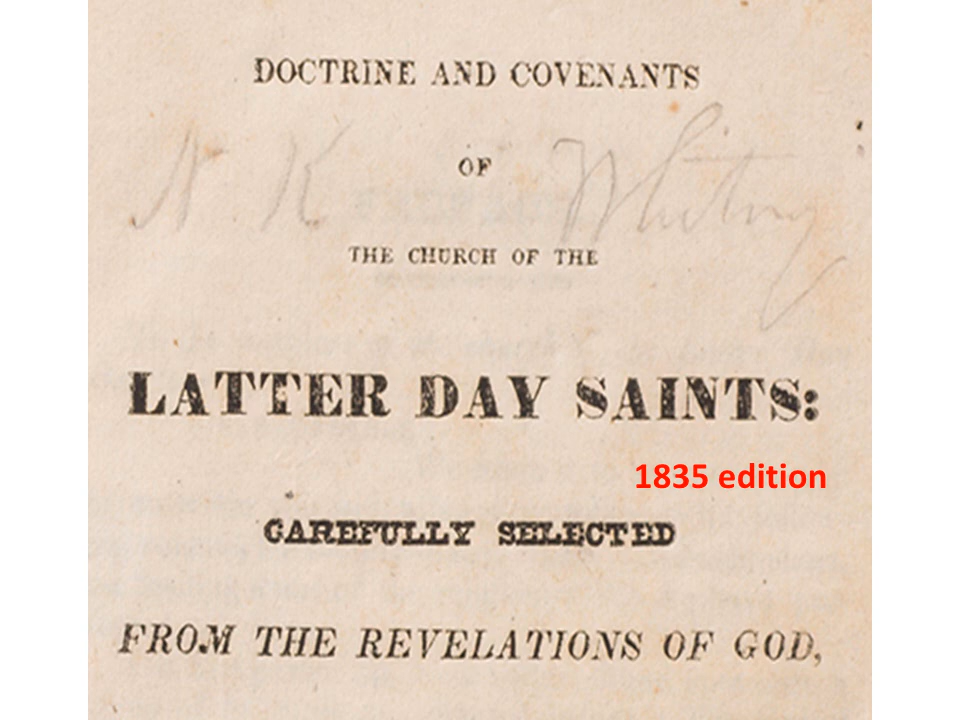 DOCTRINE AND COVENANTS
N. K. Whitney
OF
THE CHURCH OF THE
LATTER DAY SAINTS:
1835 edition
CAREFULLY SELECTED
FROM THE REVELATIONS OF GOD,